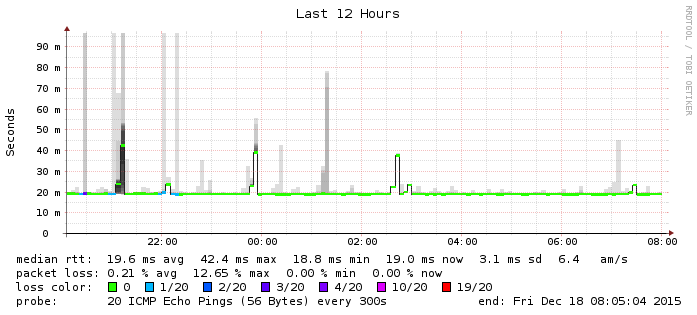 Last 12 Hours
RRDTOOL / TOBI OETIKER
Seconds
90 m
80 m
70 m
60 m
50 m
40 m
30 m
20 m
10 m
0
22:00 00:00 02:00 04:00 06:00 08:00
median rtt: 19.6 ms avg 42.4 ms max 18.8 ms min 19.0 ms now 3.1 ms sd 6.4 am/s
packet loss: 0.21 % avg 12.65 % max 0.00 % min 0.00 % now
loss color: 0 1/20 2/20 3/20 4/20 10/20 19/20
probe: 20 ICMP Echo Pings (56 Bytes) every 300s end: Fri Dec 18 08:05:04 2015